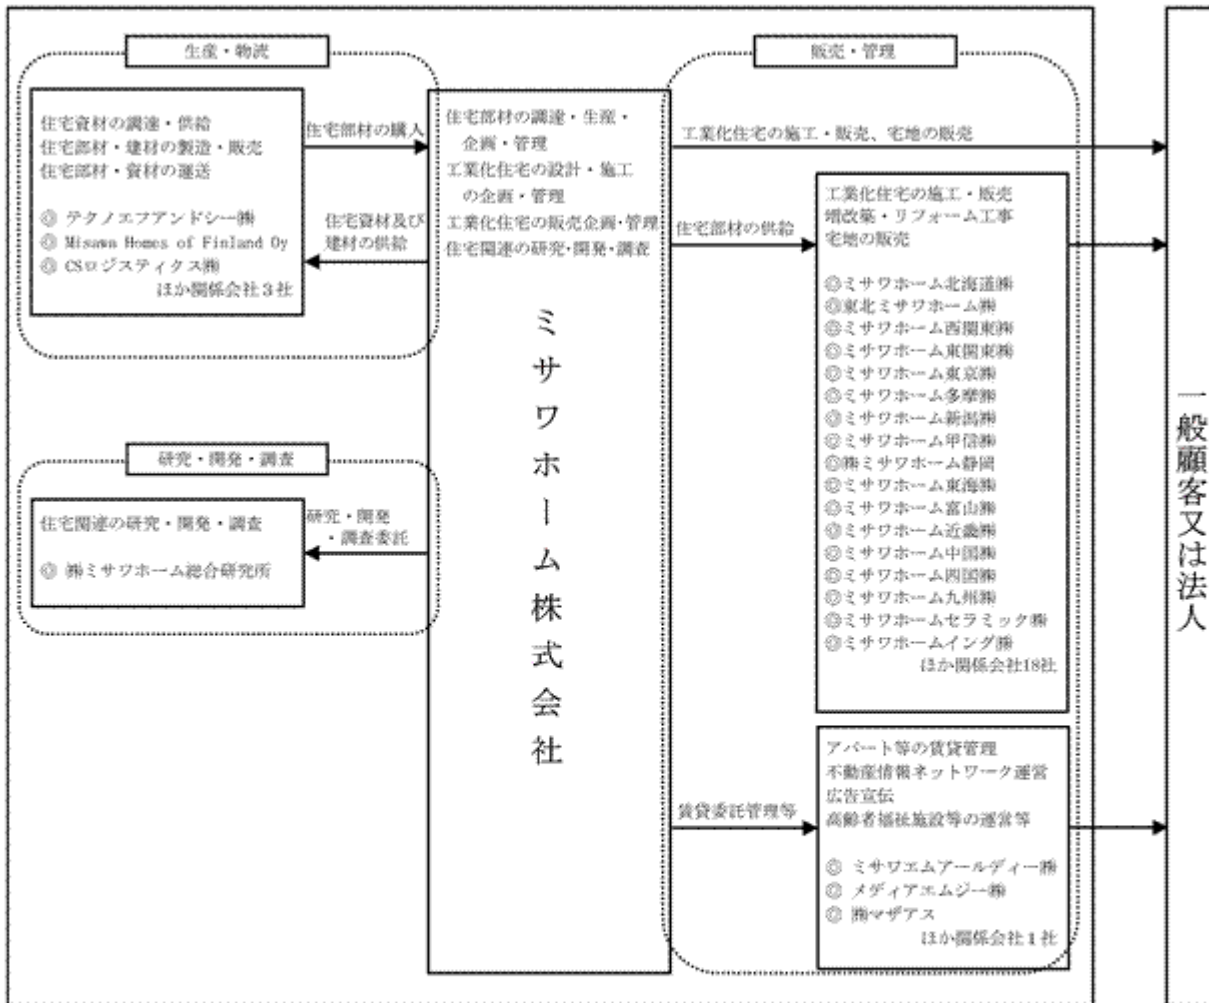 生産・物流
住宅資材の調達・供給
住宅部材・建材の製造・販売
住宅部材・資材の運送
◎ テクノエフアンドシー㈱
◎ Misawa Homes of Finland Oy
◎ CSロジスティクス㈱
ほか関係会社3社
住宅部材の購入
住宅資材及び
建材の供給
研究・開発・調査
住宅関連の研究・開発・調査
◎ ㈱ミサワホーム総合研究所
研究・開発
・調査委託
住宅部材の調達・生産・
企画・管理
工業化住宅の設計・施工
の企画・管理
工業化住宅の販売企画・管理
住宅関連の研究・開発・調査
ミサワホーム株式会社
販売・管理
工業化住宅の施工・販売、宅地の販売
住宅部材の供給
工業化住宅の施工・販売
増改築・リフォーム工事
宅地の販売
◎ミサワホーム北海道㈱
◎東北ミサワホーム㈱
◎ミサワホーム西関東㈱
◎ミサワホーム東関東㈱
◎ミサワホーム東京㈱
◎ミサワホーム多摩㈱
◎ミサワホーム新潟㈱
◎ミサワホーム甲信㈱
◎㈱ミサワホーム静岡
◎ミサワホーム東海㈱
◎ミサワホーム富山㈱
◎ミサワホーム近畿㈱
◎ミサワホーム中国㈱
◎ミサワホーム四国㈱
◎ミサワホーム九州㈱
◎ミサワホームセラミック㈱
◎ミサワホームイング㈱
ほか関係会社18社
賃貸委託管理等
アパート等の賃貸管理
不動産情報ネットワーク運営
広告宣伝
高齢者福祉施設等の運営等
◎ ミサワエムアールディー㈱
◎ メディアエムジー㈱
◎ ㈱マザアス
ほか関係会社1社
一般顧客又は法人